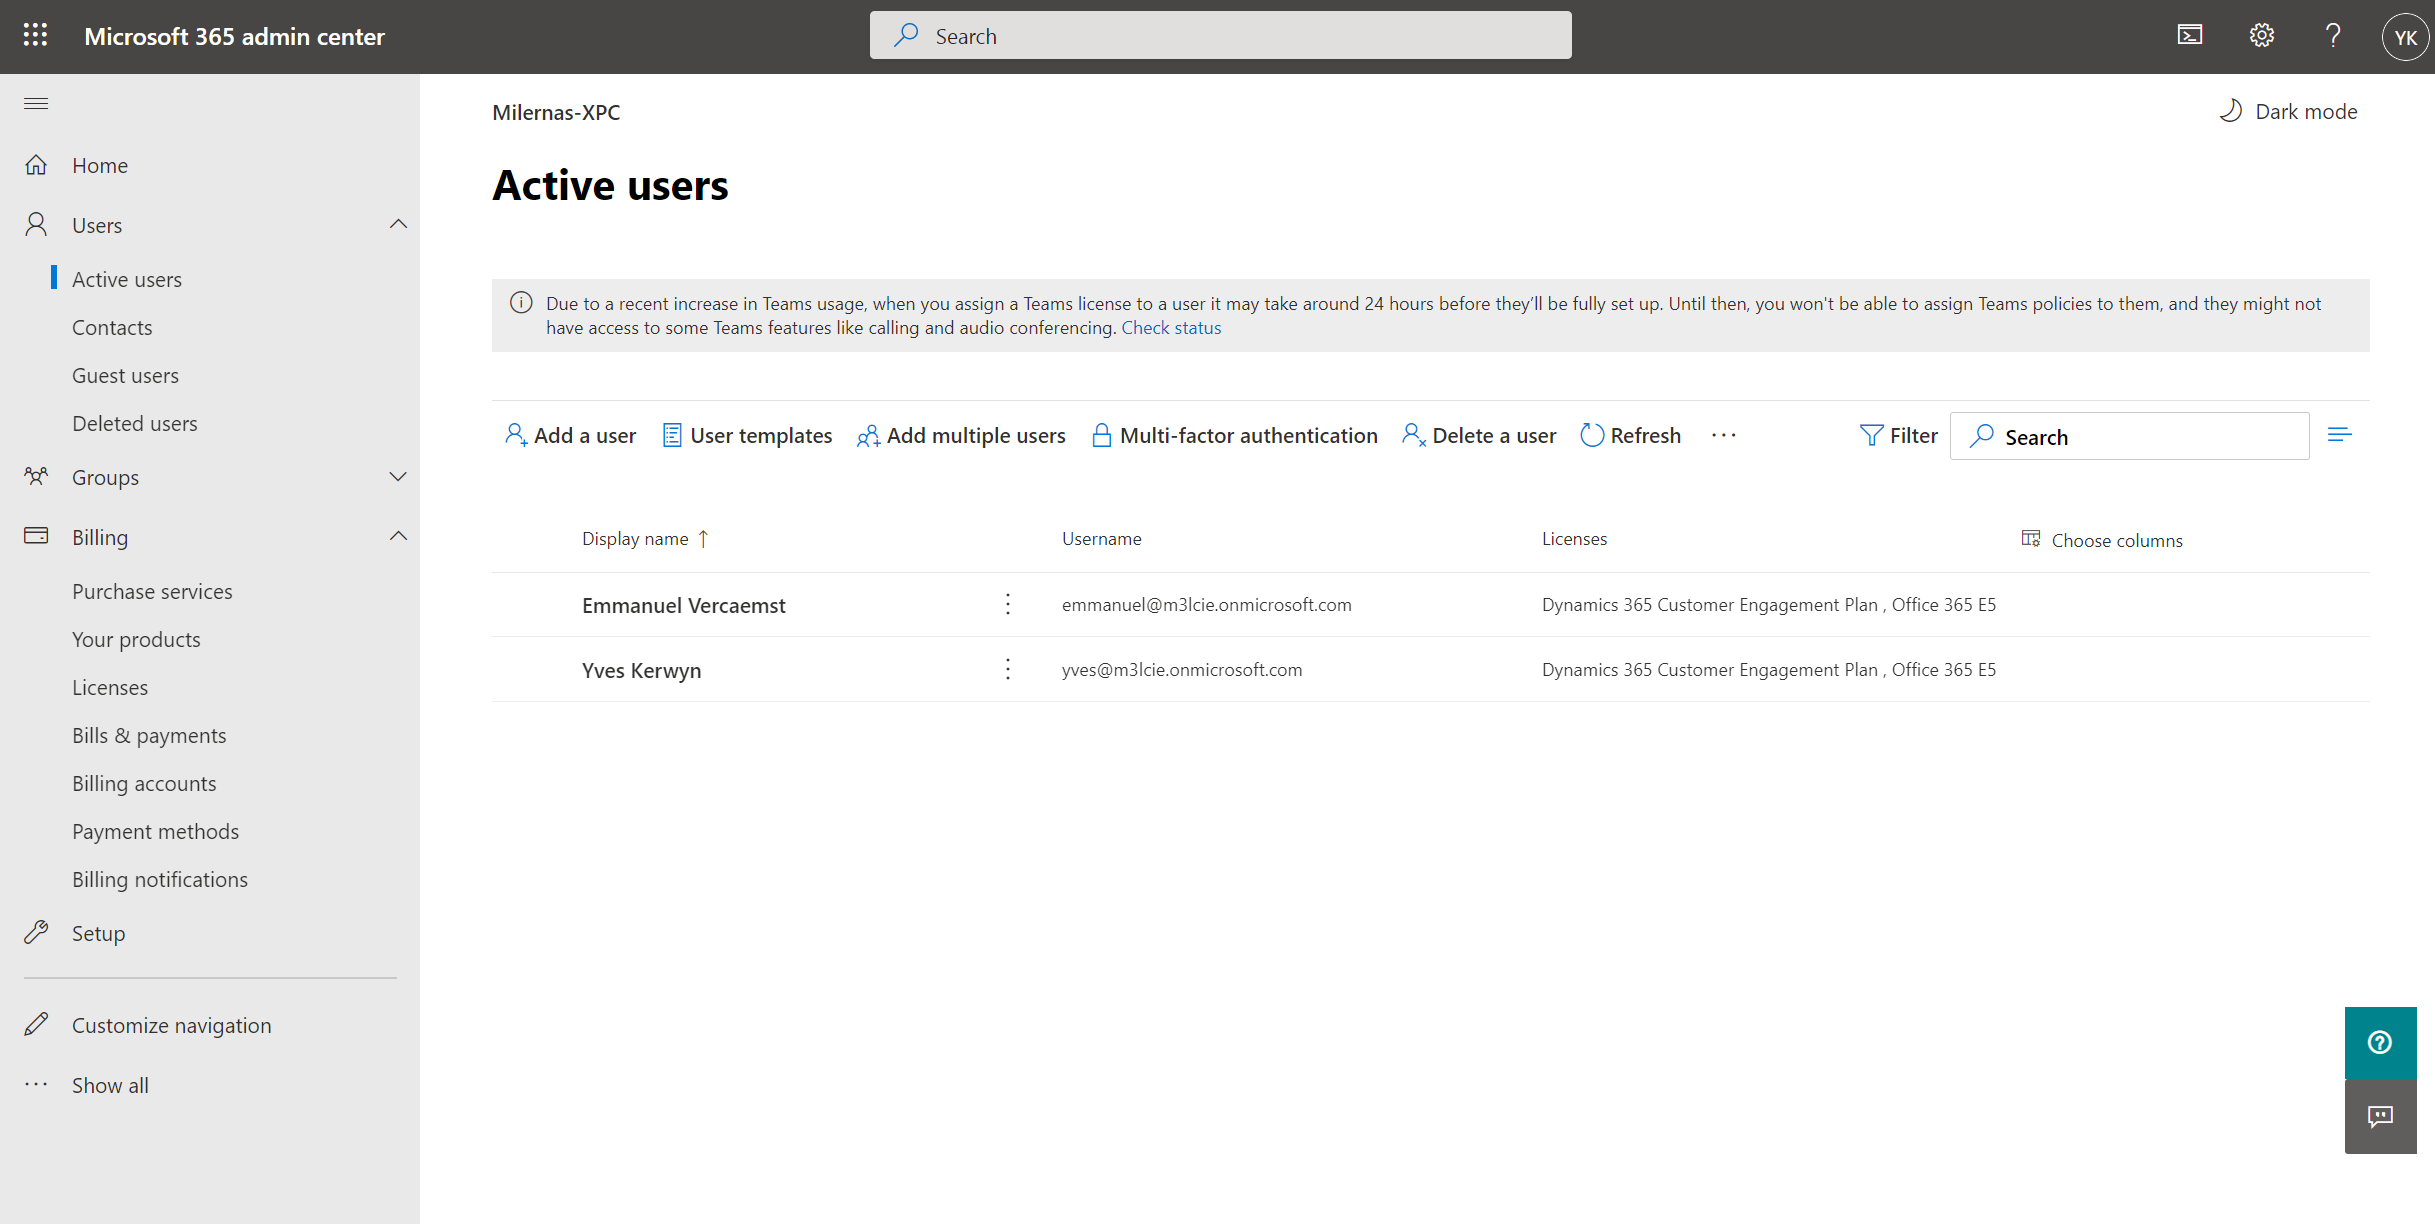 Microsoft 365 admin center
Search
YK
Milernas-XPC
Dark mode
Home
Users
Active users
Contacts
Guest users
Deleted users
Groups
Billing
Purchase services
Your products
Licenses
Bills & payments
Billing accounts
Payment methods
Billing notifications
Setup
Customize navigation
Show all
Active users
Due to a recent increase in Teams usage, when you assign a Teams license to a user it may take around 24 hours before they’ll be fully set up. Until then, you won't be able to assign Teams policies to them, and they might not
have access to some Teams features like calling and audio conferencing. Check status
Add a user User templates Add multiple users Multi-factor authentication Delete a user Refresh Filter Search
Display name ↑ Username Licenses Choose columns
Emmanuel Vercaemst emmanuel@m3lcie.onmicrosoft.com Dynamics 365 Customer Engagement Plan , Office 365 E5
Yves Kerwyn yves@m3lcie.onmicrosoft.com Dynamics 365 Customer Engagement Plan , Office 365 E5